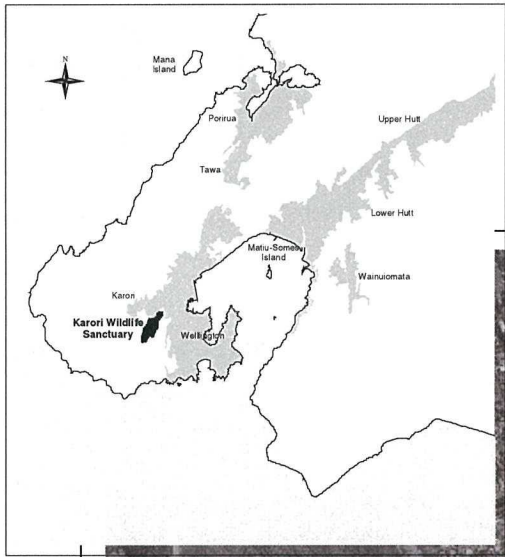 Mana
Island
N
Porirua
Upper Hutt
Tawa
Lower Hutt
Matiu-Somes
Island
Wainuiomata
Karori
Karori Wildlife
Sanctuary
Wellington